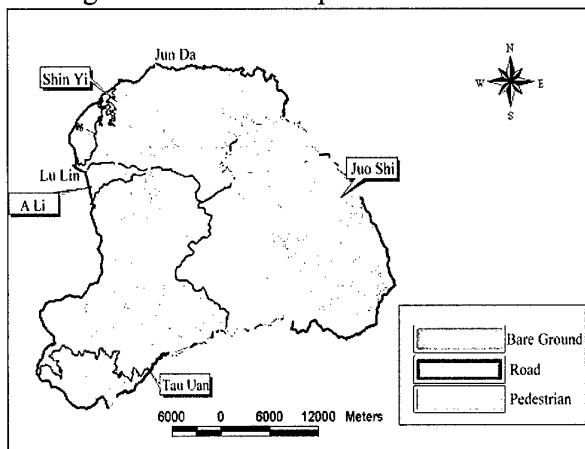 Jun Da
N
Shin Yi
W
E
S
Lu Lin
Juo Shi
A Li
Bare Ground
Road
Tau Uan
Pedestrian
6000 0 6000 12000 Meters